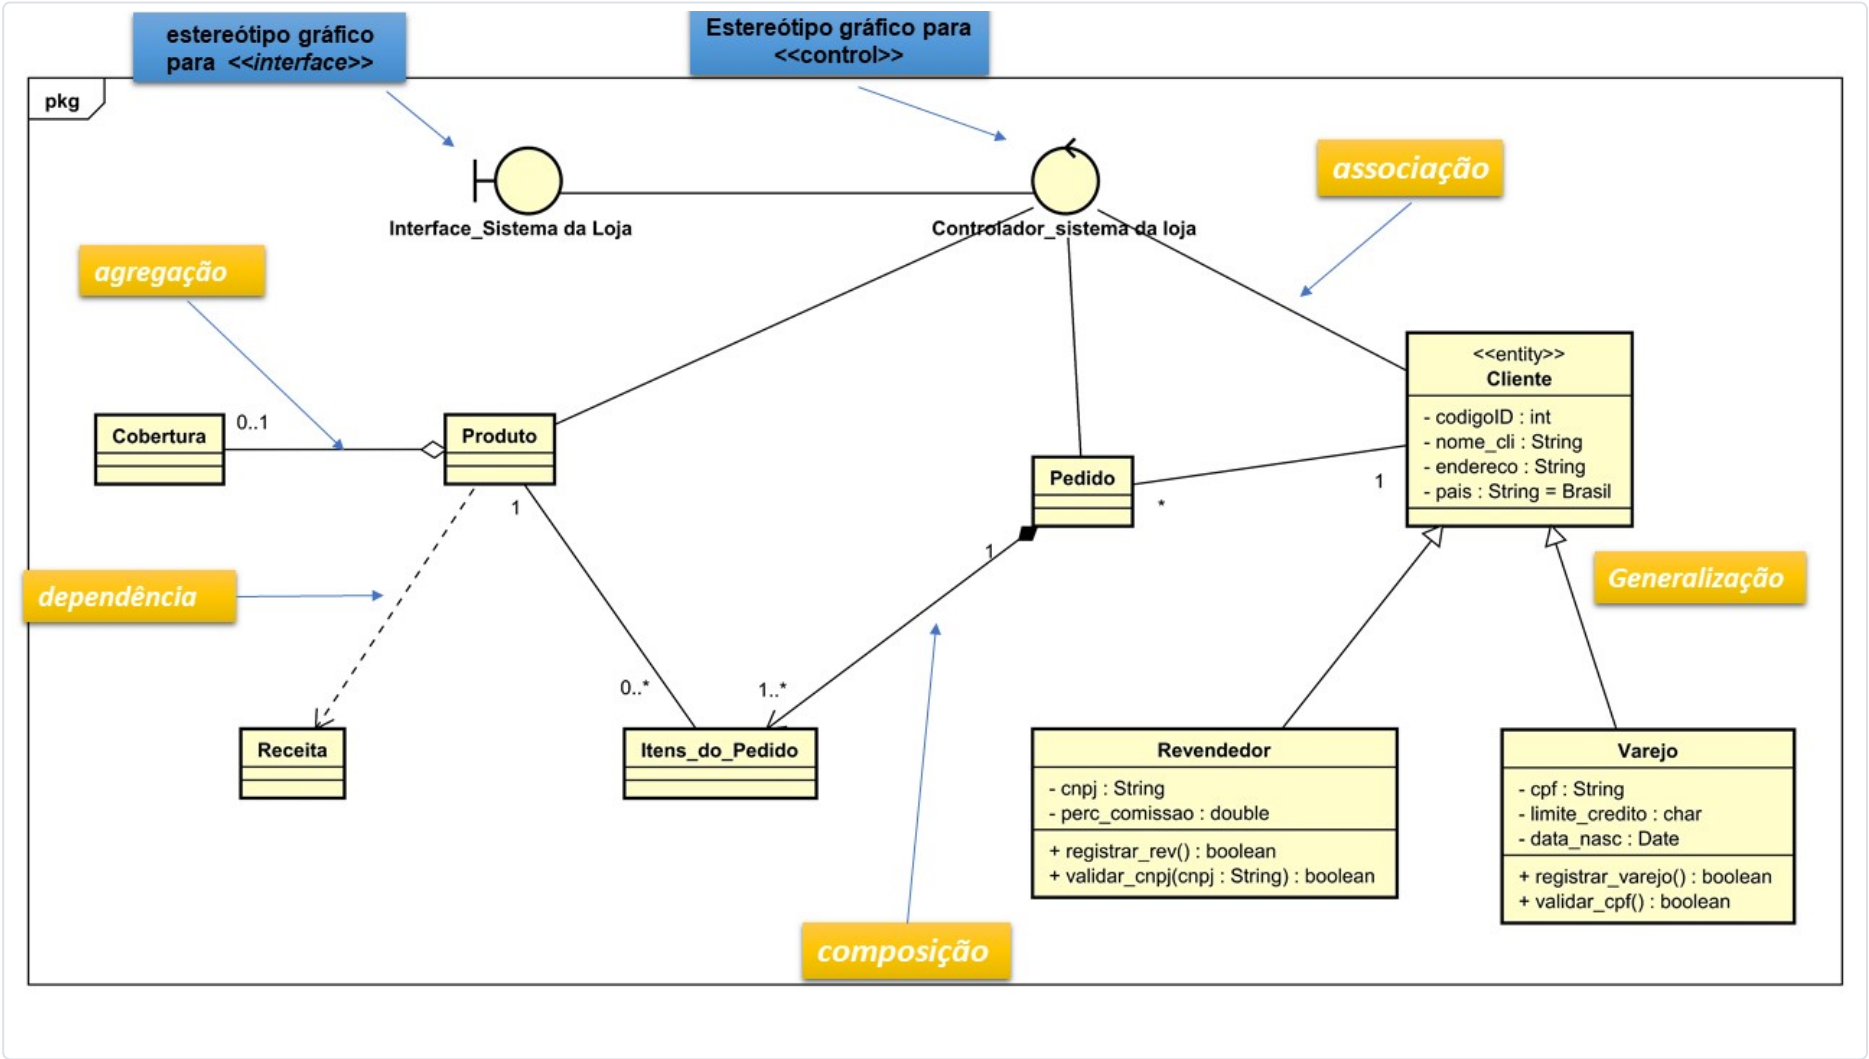 estereótipo gráfico
para <<interface>>
Estereótipo gráfico para
<<control>>
pkg
associação
Interface_Sistema da Loja
Controlador_sistema da loja
agregação
<<entity>>
Cliente
- codigoID : int
- nome_cli : String
- endereco : String
- pais : String = Brasil
Cobertura
0..1
Produto
Pedido
1
1
*
1
dependência
Generalização
0..*
1..*
Receita
Itens_do_Pedido
Revendedor
- cnpj : String
- perc_comissao : double
+ registrar_rev() : boolean
+ validar_cnpj(cnpj : String) : boolean
Varejo
- cpf : String
- limite_credito : char
- data_nasc : Date
+ registrar_varejo() : boolean
+ validar_cpf() : boolean
composição